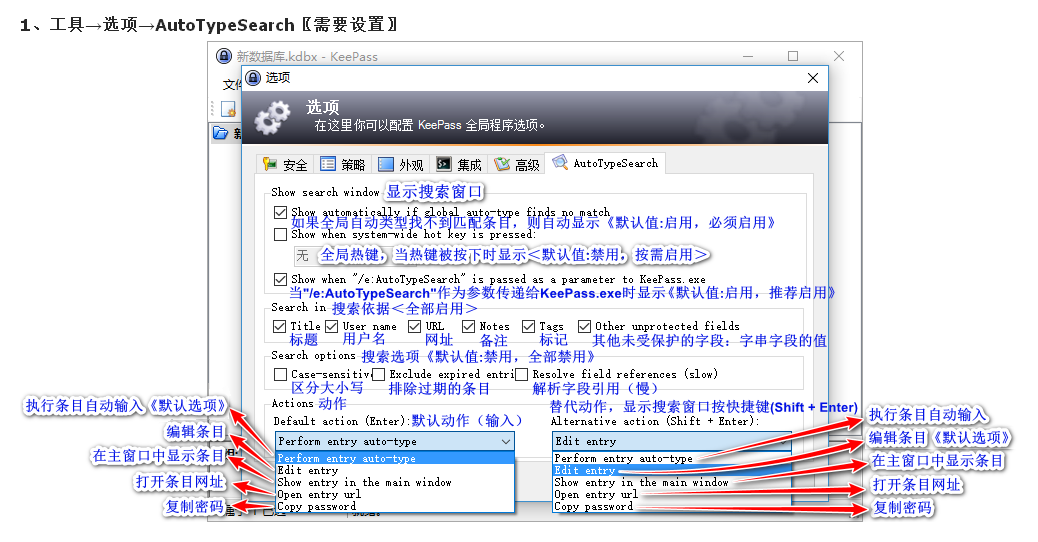 1、工具→选项→AutoTypeSearch〖需要设置〗
新数据库.kdbx - KeePass
文件
选项
选项
在这里你可以配置 KeePass 全局程序选项。
安全 策略 外观 集成 高级 AutoTypeSearch
Show search window 显示搜索窗口
Show automatically if global auto-type finds no match
如果全局自动类型找不到匹配条目，则自动显示《默认值:启用，必须启用》
Show when system-wide hot key is pressed:
无 全局热键，当热键被按下时显示＜默认值:禁用。按需启用＞
Show when "/e:AutoTypeSearch" is passed as a parameter to KeePass.exe
当"/e:AutoTypeSearch"作为参数传递给KeePass.exe时显示《默认值:启用，推荐启用》
Search in 搜索依据＜全部启用＞
Title User name URL Notes Tags Other unprotected fields
标题 用户名 网址 备注 标记 其他未受保护的字段：字串字段的值
Search options 搜索选项《默认值:禁用，全部禁用》
Case-sensitive Exclude expired entri Resolve field references (slow)
区分大小写 排除过期的条目 解析字段引用（慢）
Actions 动作 替代动作，显示搜索窗口按快捷键(Shift + Enter)
Default action (Enter):默认动作（输入） Alternative action (Shift + Enter):
Perform entry auto-type Edit entry
执行条目自动输入《默认选项》 Perform entry auto-type Perform entry auto-type 执行条目自动输入
编辑条目 Edit entry Edit entry 编辑条目《默认选项》
在主窗口中显示条目 Show entry in the main window Show entry in the main window 在主窗口中显示条目
打开条目网址 Open entry url Open entry url 打开条目网址
复制密码 Copy password Copy password 复制密码